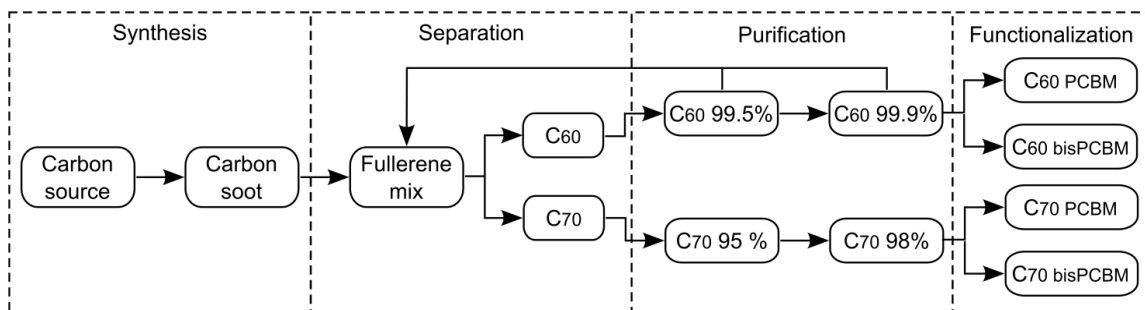 Synthesis
Separation
Purification
Functionalization
Carbon
source
Carbon
soot
Fullerene
mix
C60
C70
C60 99.5%
C60 99.9%
C70 95 %
C70 98%
C60 PCBM
C60 bisPCBM
C70 PCBM
C70 bisPCBM